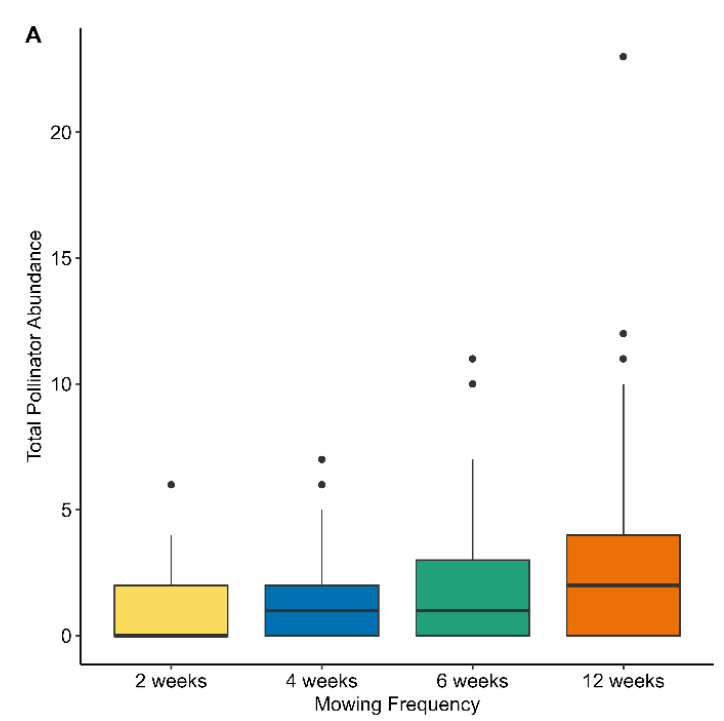 A
Total Pollinator Abundance
20
15
10
5
0
2 weeks 4 weeks 6 weeks 12 weeks
Mowing Frequency